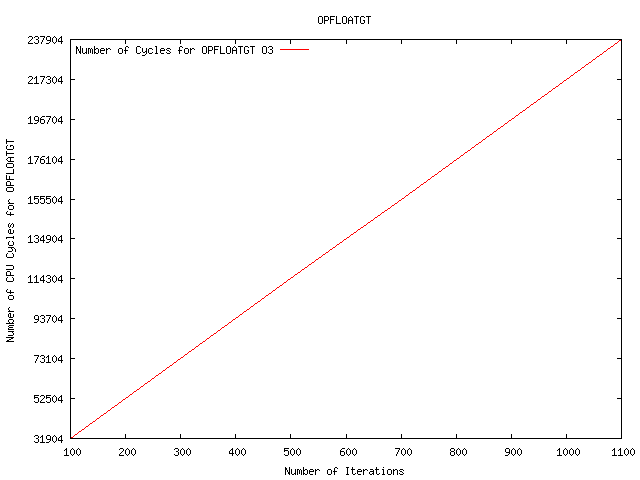 OPFLOATGT
Number of Cycles for OPFLOATGT O3
237904
217304
196704
176104
155504
134904
114304
93704
73104
52504
31904
Number of CPU Cycles for OPFLOATGT
100 200 300 400 500 600 700 800 900 1000 1100
Number of Iterations